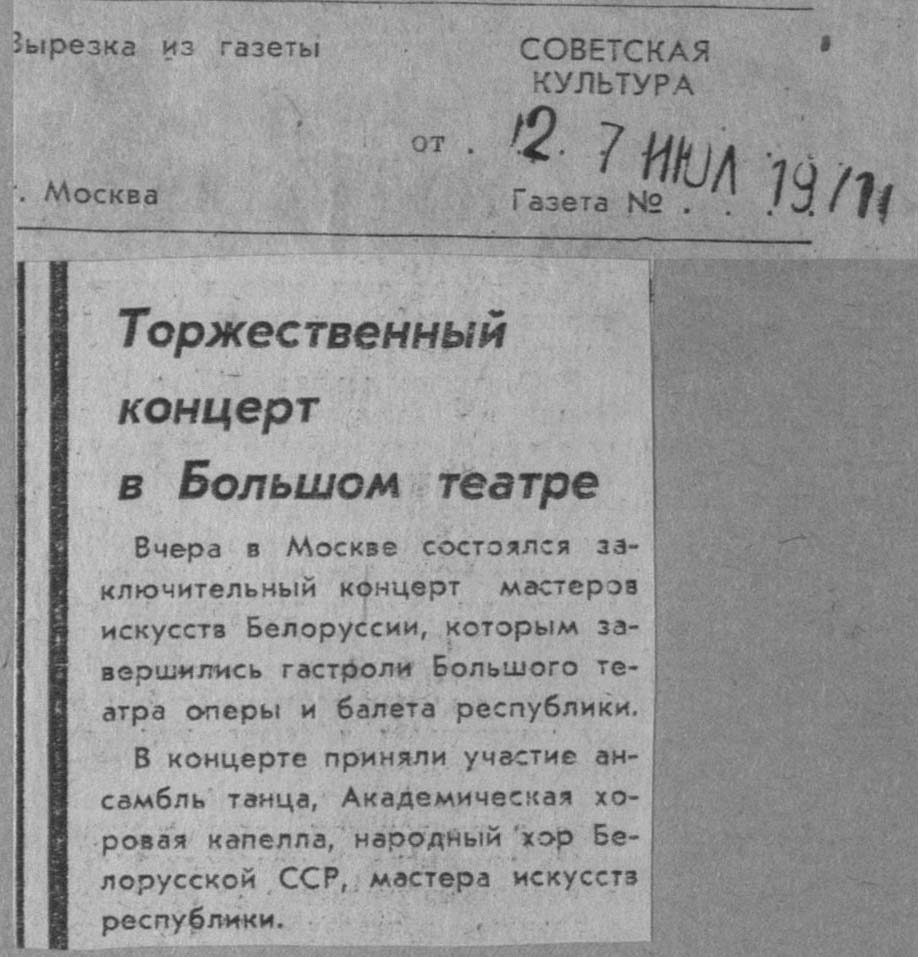 Вырезка из газеты
СОВЕТСКАЯ
КУЛЬТУРА
от . 2. 7 ИЮЛ 19
г. Москва
Газета № . . . .
Торжественный
концерт
в Большом театре
Вчера в Москве состоялся за-
ключительный концерт мастеров
искусств Белоруссии, которым за-
вершились гастроли Большого те-
атра оперы и балета республики.
В концерте приняли участие ан-
самбль танца, Академическая хо-
ровая капелла, народный хор Бе-
лорусской ССР, мастера искусств
республики.